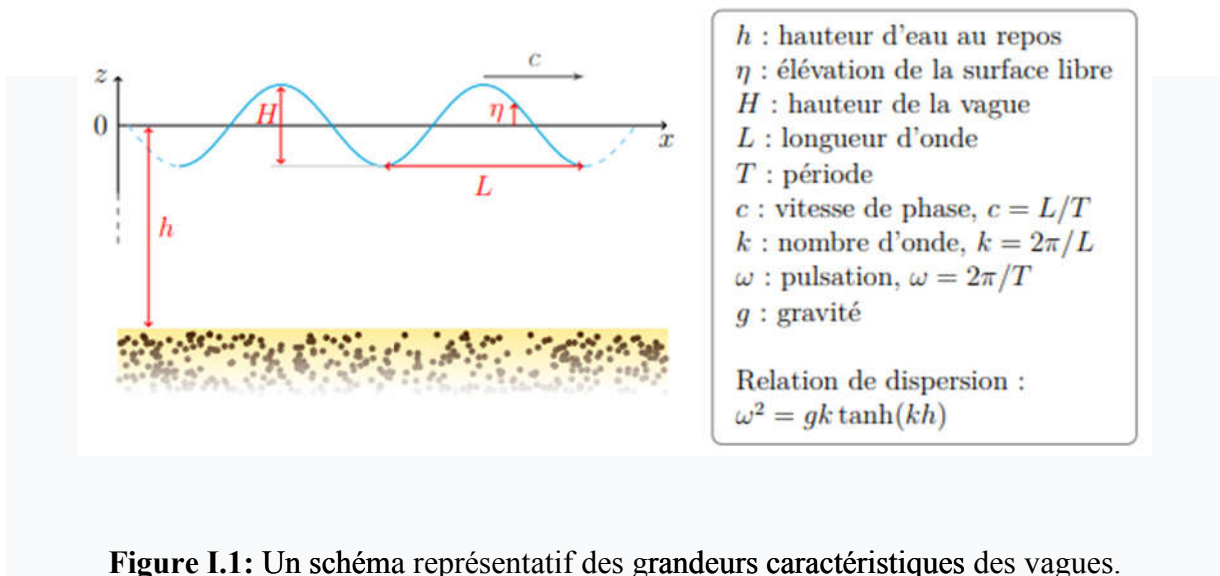 z
0
H
c
η
x
L
h
h : hauteur d'eau au repos
η : élévation de la surface libre
H : hauteur de la vague
L : longueur d'onde
T : période
c : vitesse de phase, c = L/T
k : nombre d'onde, k = 2π/L
ω : pulsation, ω = 2π/T
g : gravité
Relation de dispersion :
ω² = gk tanh(kh)
Figure I.1: Un schéma représentatif des grandeurs caractéristiques des vagues.